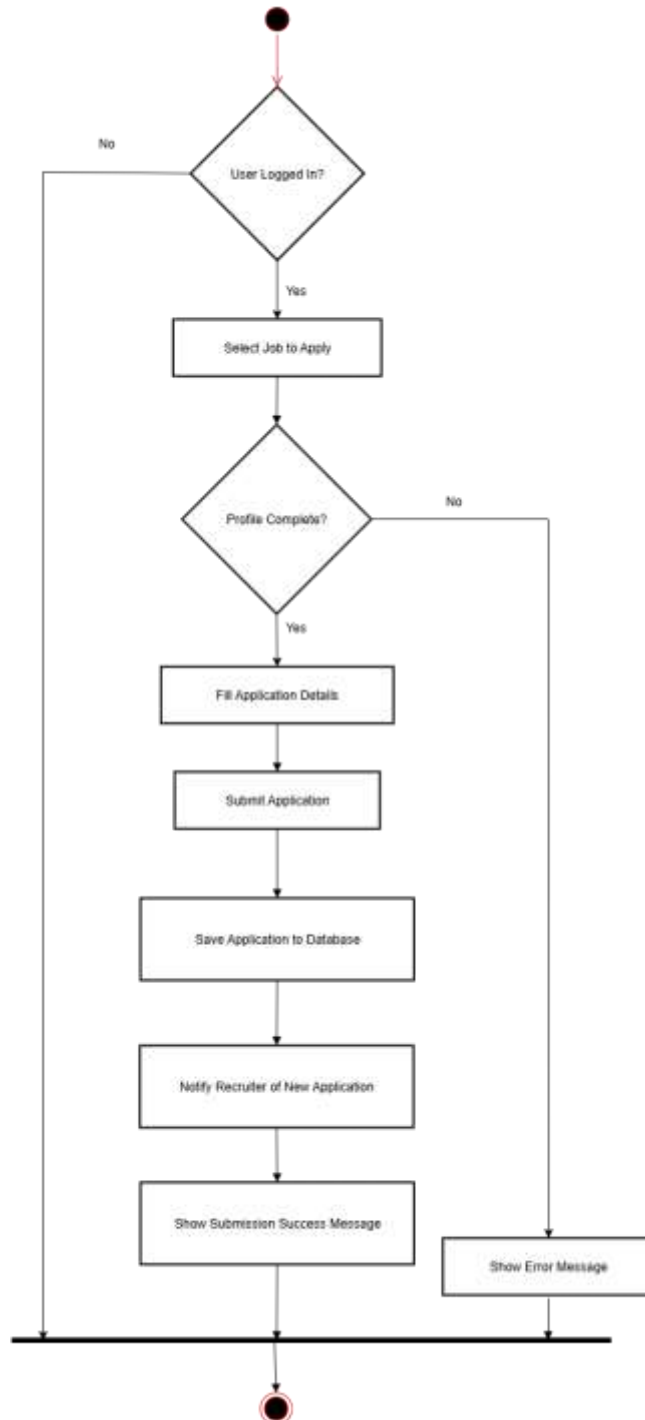 No
User Logged In?
Yes
Select Job to Apply
Profile Complete?
No
Yes
Fill Application Details
Submit Application
Save Application to Database
Notify Recruiter of New Application
Show Submission Success Message
Show Error Message